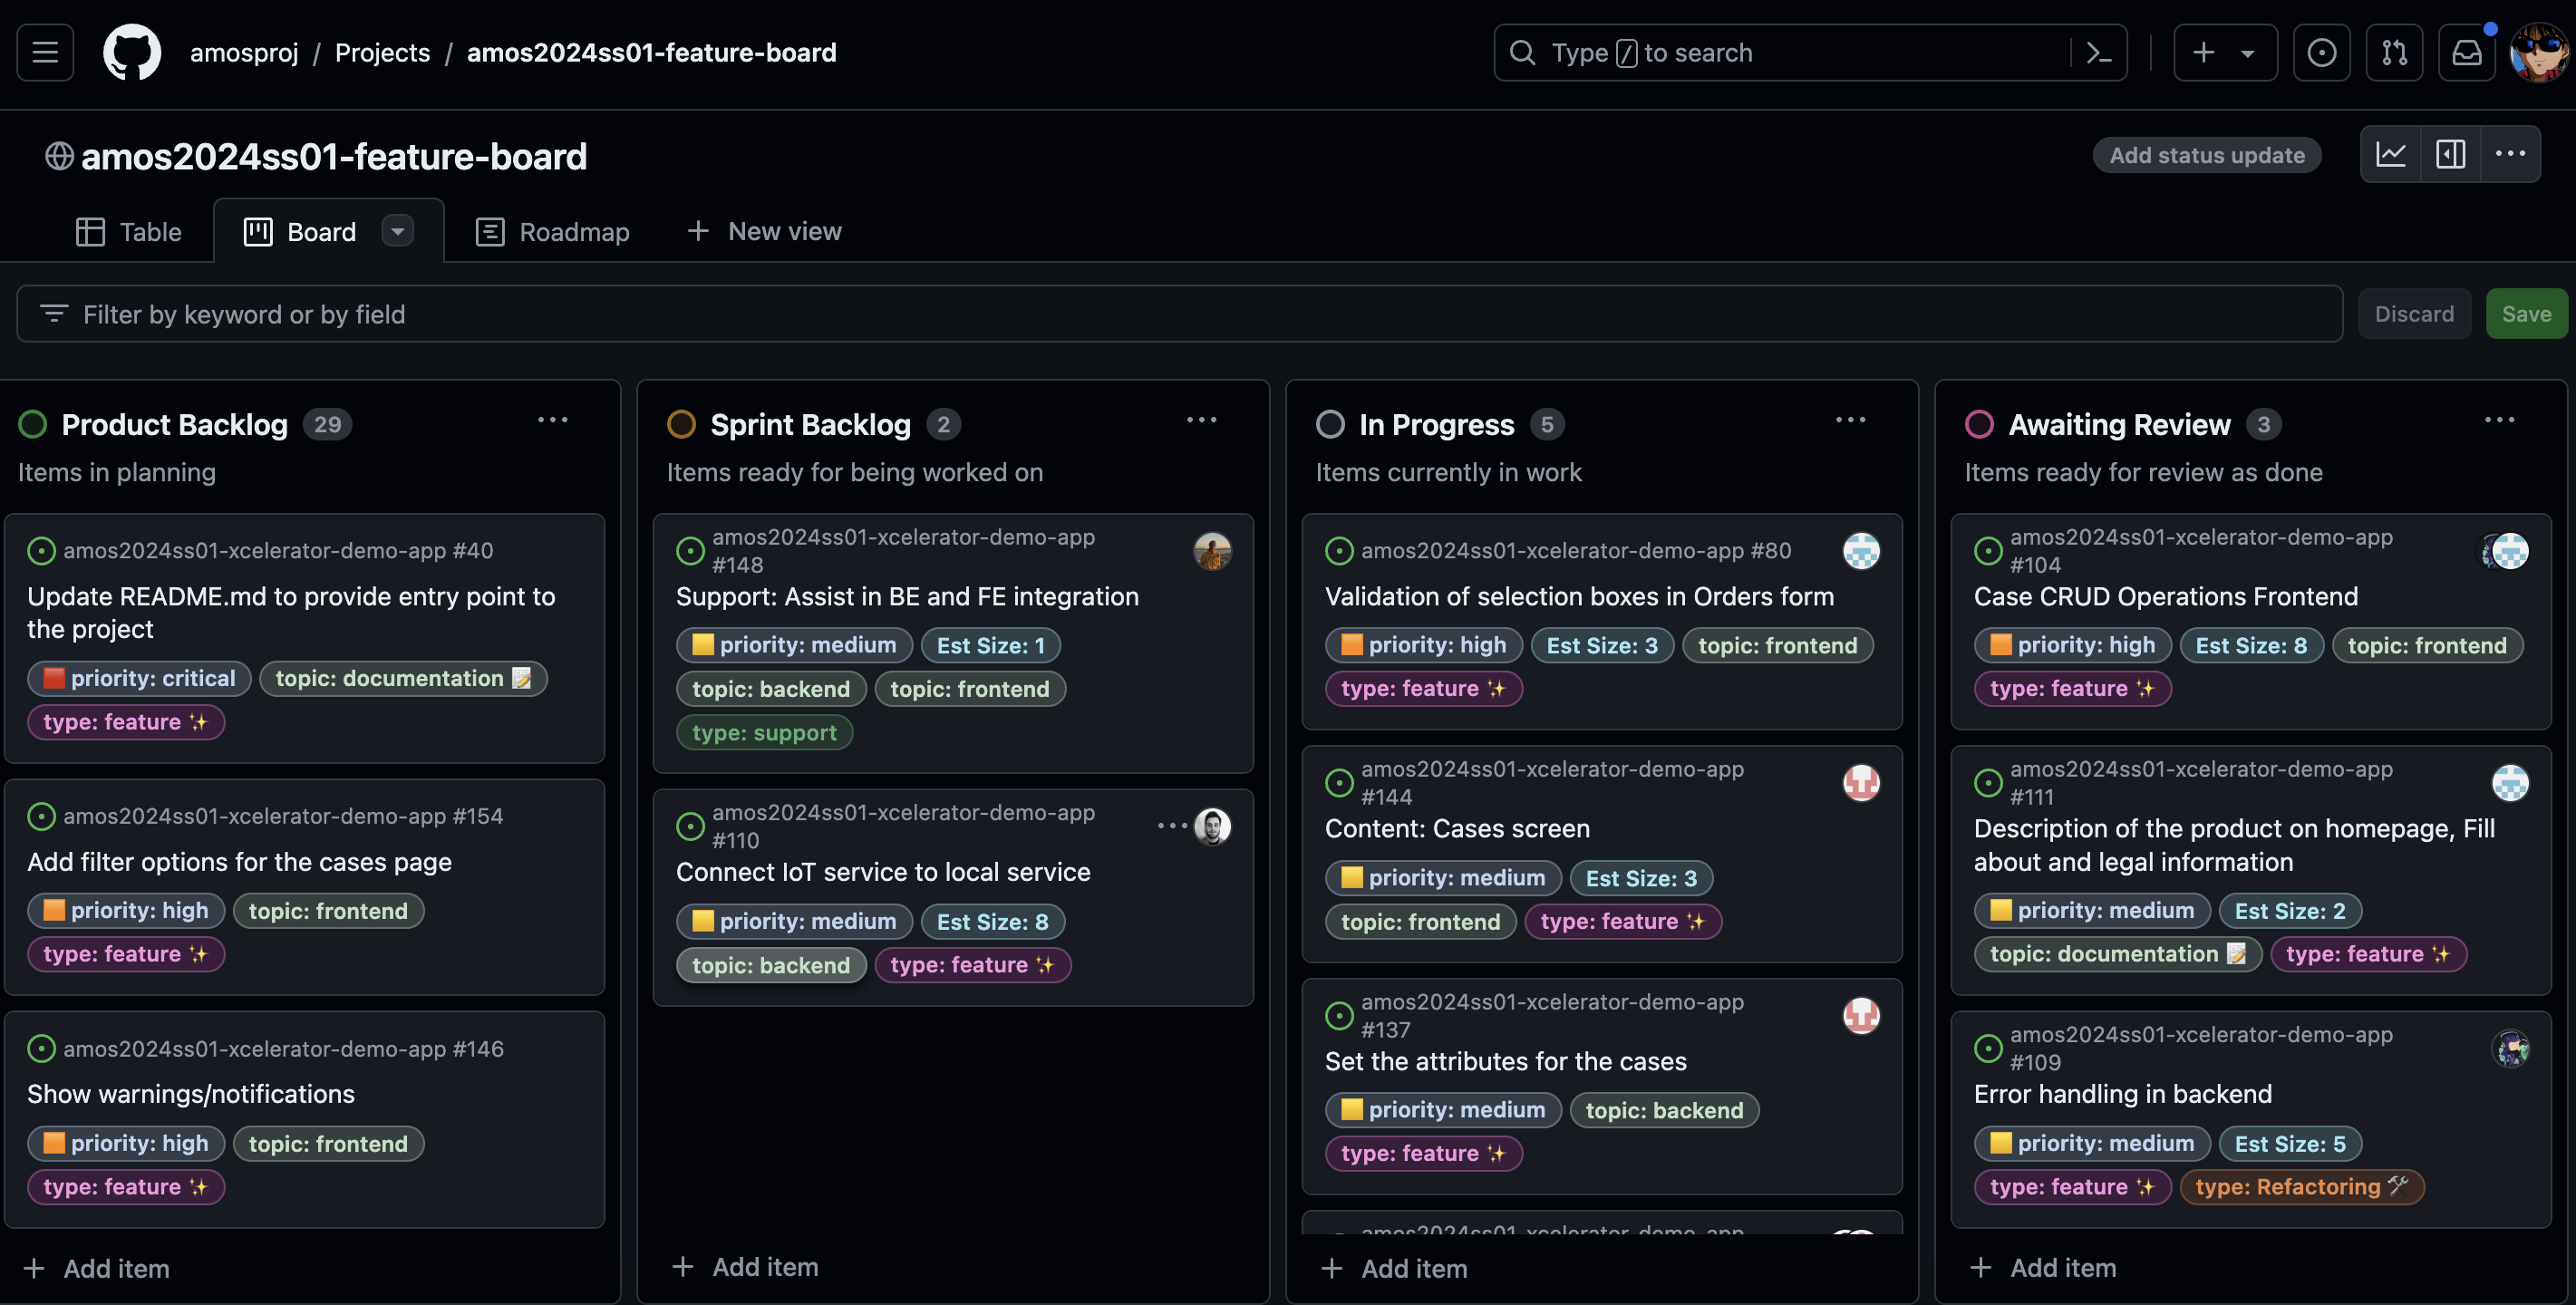 amosproj / Projects / amos2024ss01-feature-board
Type / to search
amos2024ss01-feature-board
Add status update
Table
Board
Roadmap
New view
Filter by keyword or by field
Discard
Save
Product Backlog 29
Items in planning
amos2024ss01-xcelerator-demo-app #40
Update README.md to provide entry point to
the project
priority: critical
topic: documentation
type: feature
amos2024ss01-xcelerator-demo-app #154
Add filter options for the cases page
priority: high
topic: frontend
type: feature
amos2024ss01-xcelerator-demo-app #146
Show warnings/notifications
priority: high
topic: frontend
type: feature
Add item
Sprint Backlog 2
Items ready for being worked on
amos2024ss01-xcelerator-demo-app
#148
Support: Assist in BE and FE integration
priority: medium
Est Size: 1
topic: backend
topic: frontend
type: support
amos2024ss01-xcelerator-demo-app
#110
Connect IoT service to local service
priority: medium
Est Size: 8
topic: backend
type: feature
Add item
In Progress 5
Items currently in work
amos2024ss01-xcelerator-demo-app #80
Validation of selection boxes in Orders form
priority: high
Est Size: 3
topic: frontend
type: feature
amos2024ss01-xcelerator-demo-app
#144
Content: Cases screen
priority: medium
Est Size: 3
topic: frontend
type: feature
amos2024ss01-xcelerator-demo-app
#137
Set the attributes for the cases
priority: medium
topic: backend
type: feature
amos2024ss01-xcelerator-demo-app
Add item
Awaiting Review 3
Items ready for review as done
amos2024ss01-xcelerator-demo-app
#104
Case CRUD Operations Frontend
priority: high
Est Size: 8
topic: frontend
type: feature
amos2024ss01-xcelerator-demo-app
#111
Description of the product on homepage, Fill
about and legal information
priority: medium
Est Size: 2
topic: documentation
type: feature
amos2024ss01-xcelerator-demo-app
#109
Error handling in backend
priority: medium
Est Size: 5
type: feature
type: Refactoring
Add item